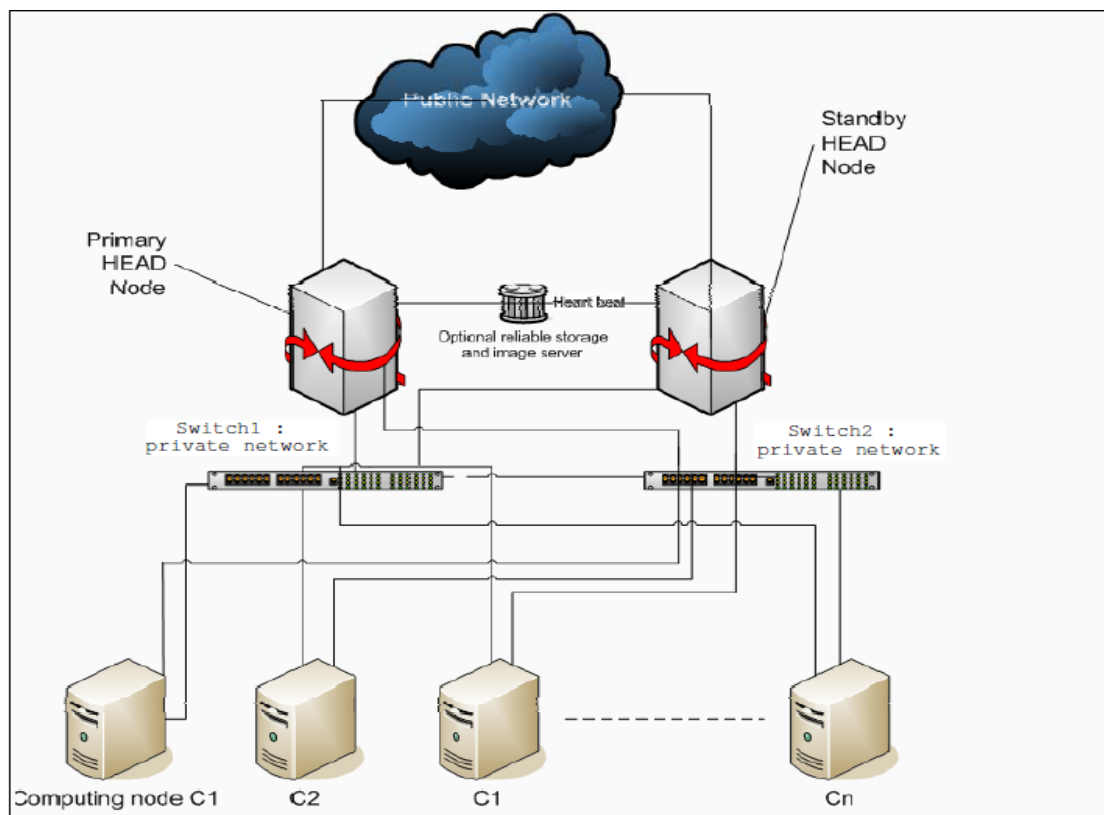 Public Network
Standby
HEAD
Node
Primary
HEAD
Node
Heart beat
Optional reliable storage
and image server
Switch1 :
private network
Switch2 :
private network
Computing node C1
C2
C1
Cn